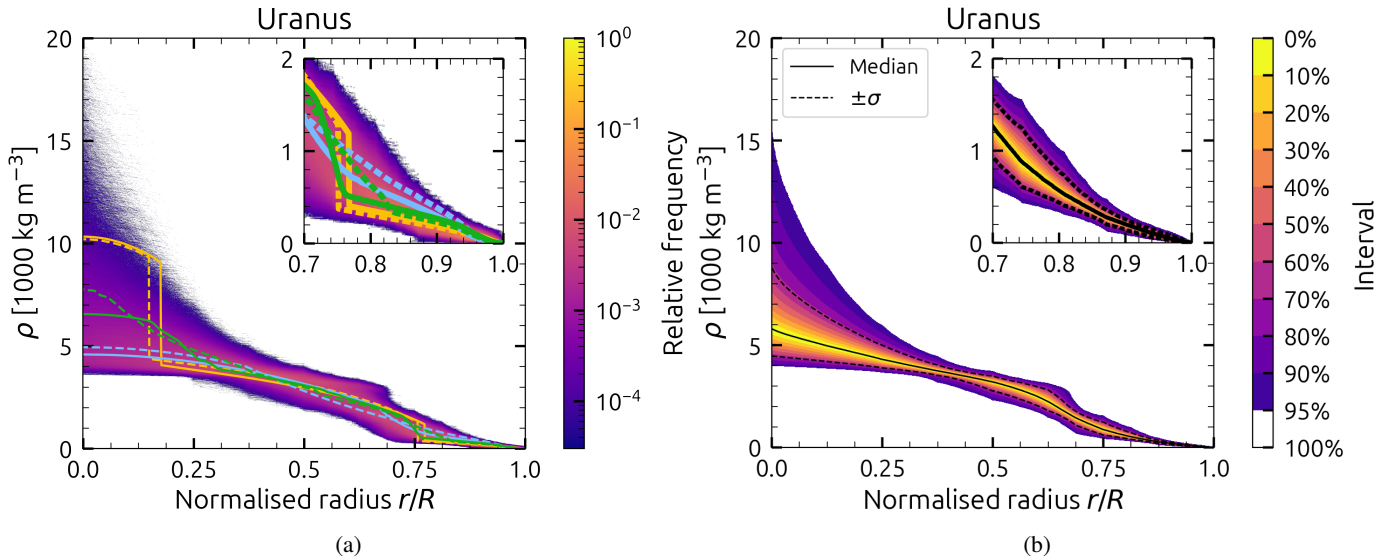 Uranus
20
15
10
5
0
ρ [1000 kg m⁻³]
0.0 0.25 0.5 0.75 1.0
Normalised radius r/R
2
1
0
0.7 0.8 0.9 1.0
10⁰
10⁻¹
10⁻²
10⁻³
10⁻⁴
Relative frequency
(a)
Uranus
Median
±σ
20
15
10
5
0
ρ [1000 kg m⁻³]
0.0 0.25 0.5 0.75 1.0
Normalised radius r/R
2
1
0
0.7 0.8 0.9 1.0
0%
10%
20%
30%
40%
50%
60%
70%
80%
90%
95%
100%
Interval
(b)